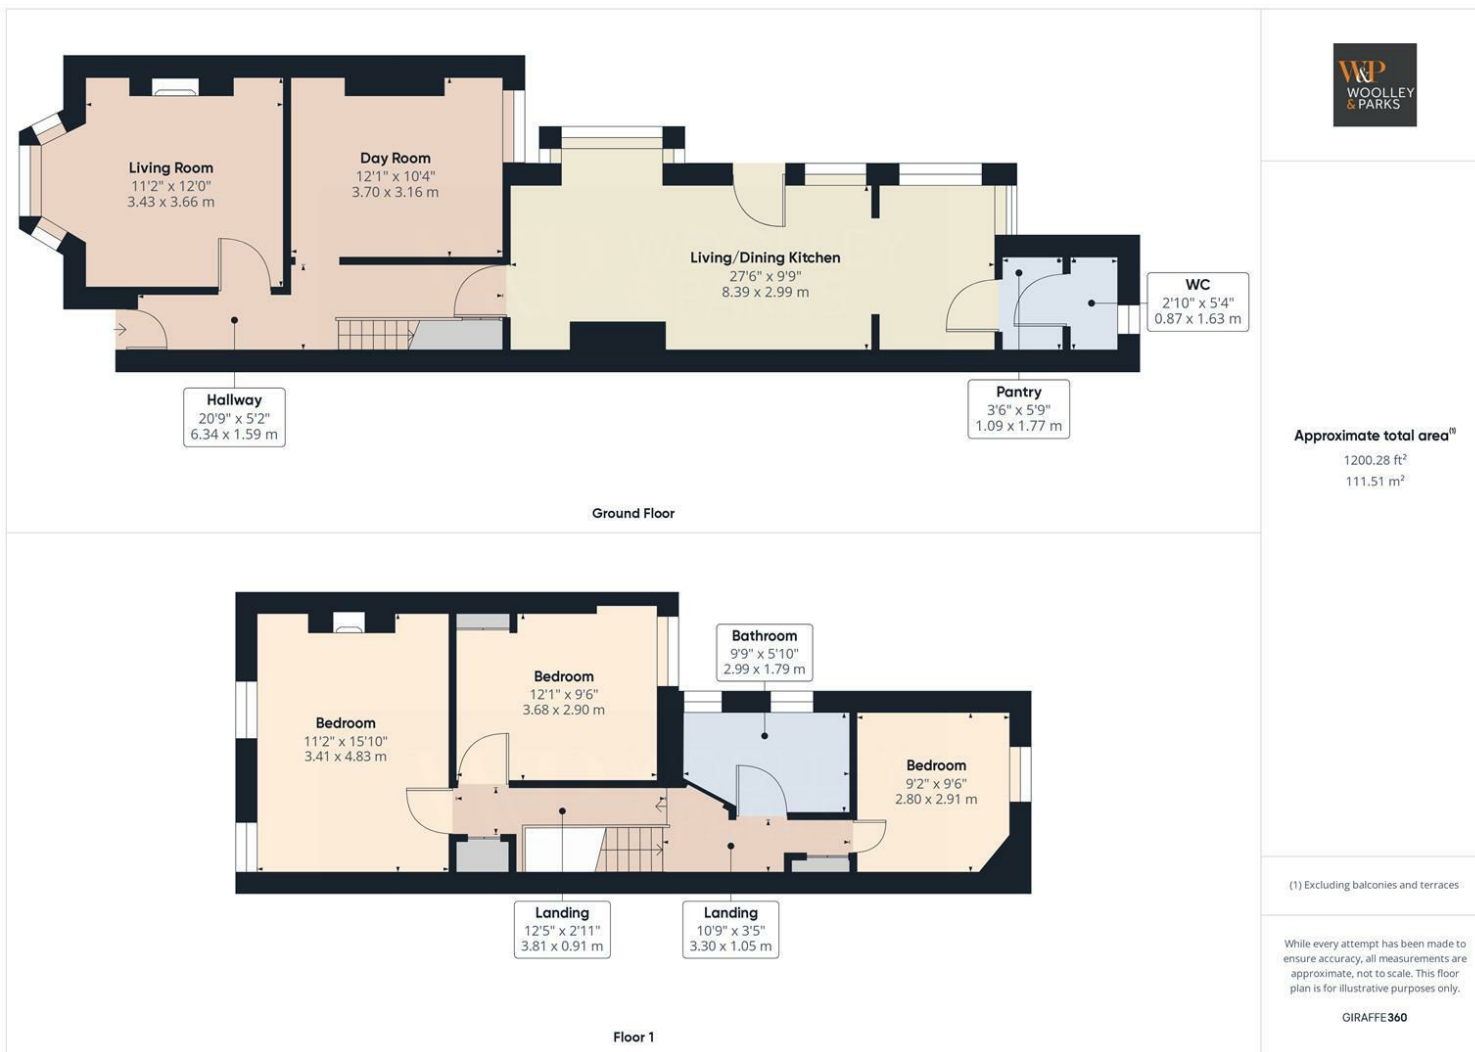 W&P
WOOLLEY
& PARKS
Living Room
11'2" x 12'0"
3.43 x 3.66 m
Day Room
12'1" x 10'4"
3.70 x 3.16 m
Living/Dining Kitchen
27'6" x 9'9"
8.39 x 2.99 m
WC
2'10" x 5'4"
0.87 x 1.63 m
Hallway
20'9" x 5'2"
6.34 x 1.59 m
Pantry
3'6" x 5'9"
1.09 x 1.77 m
Ground Floor
Approximate total area(1)
1200.28 ft²
111.51 m²
Bathroom
9'9" x 5'10"
2.99 x 1.79 m
Bedroom
12'1" x 9'6"
3.68 x 2.90 m
Bedroom
11'2" x 15'10"
3.41 x 4.83 m
Bedroom
9'2" x 9'6"
2.80 x 2.91 m
Landing
12'5" x 2'11"
3.81 x 0.91 m
Landing
10'9" x 3'5"
3.30 x 1.05 m
Floor 1
(1) Excluding balconies and terraces
While every attempt has been made to
ensure accuracy, all measurements are
approximate, not to scale. This floor
plan is for illustrative purposes only.
GIRAFFE360